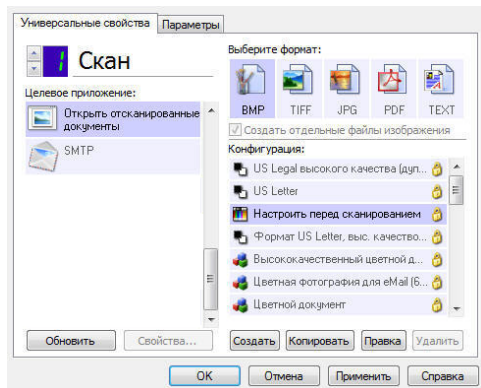 Универсальные свойства Параметры
1 Скан
Выберите формат:
BMP TIFF JPG PDF TEXT
Создать отдельные файлы изображения
Целевое приложение:
Открыть отсканированные
документы
SMTP
Конфигурация:
US Legal высокого качества (дуп...
US Letter
Настроить перед сканированием
Формат US Letter, выс. качество...
Высококачественный цветной д...
Цветная фотография для eMail (6...
Цветной документ
Обновить Свойства... Создать Копировать Правка Удалить
OK Отмена Применить Справка